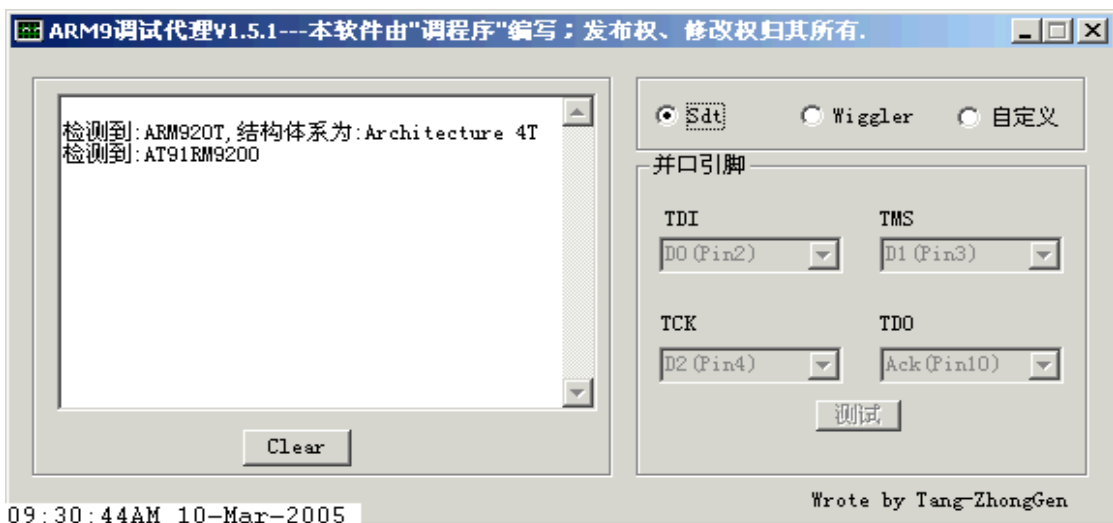 ARM9调试代理V1.5.1---本软件由"调程序"编写;发布权、修改权归其所有.
检测到:ARM920T,结构体系为:Architecture 4T
检测到:AT91RM9200
Clear
Sdt Wiggler 自定义
并口引脚
TDI TMS
D0(Pin2) D1(Pin3)
TCK TDO
D2(Pin4) Ack(Pin10)
测试
Wrote by Tang-ZhongGen
09:30:44AM 10-Mar-2005